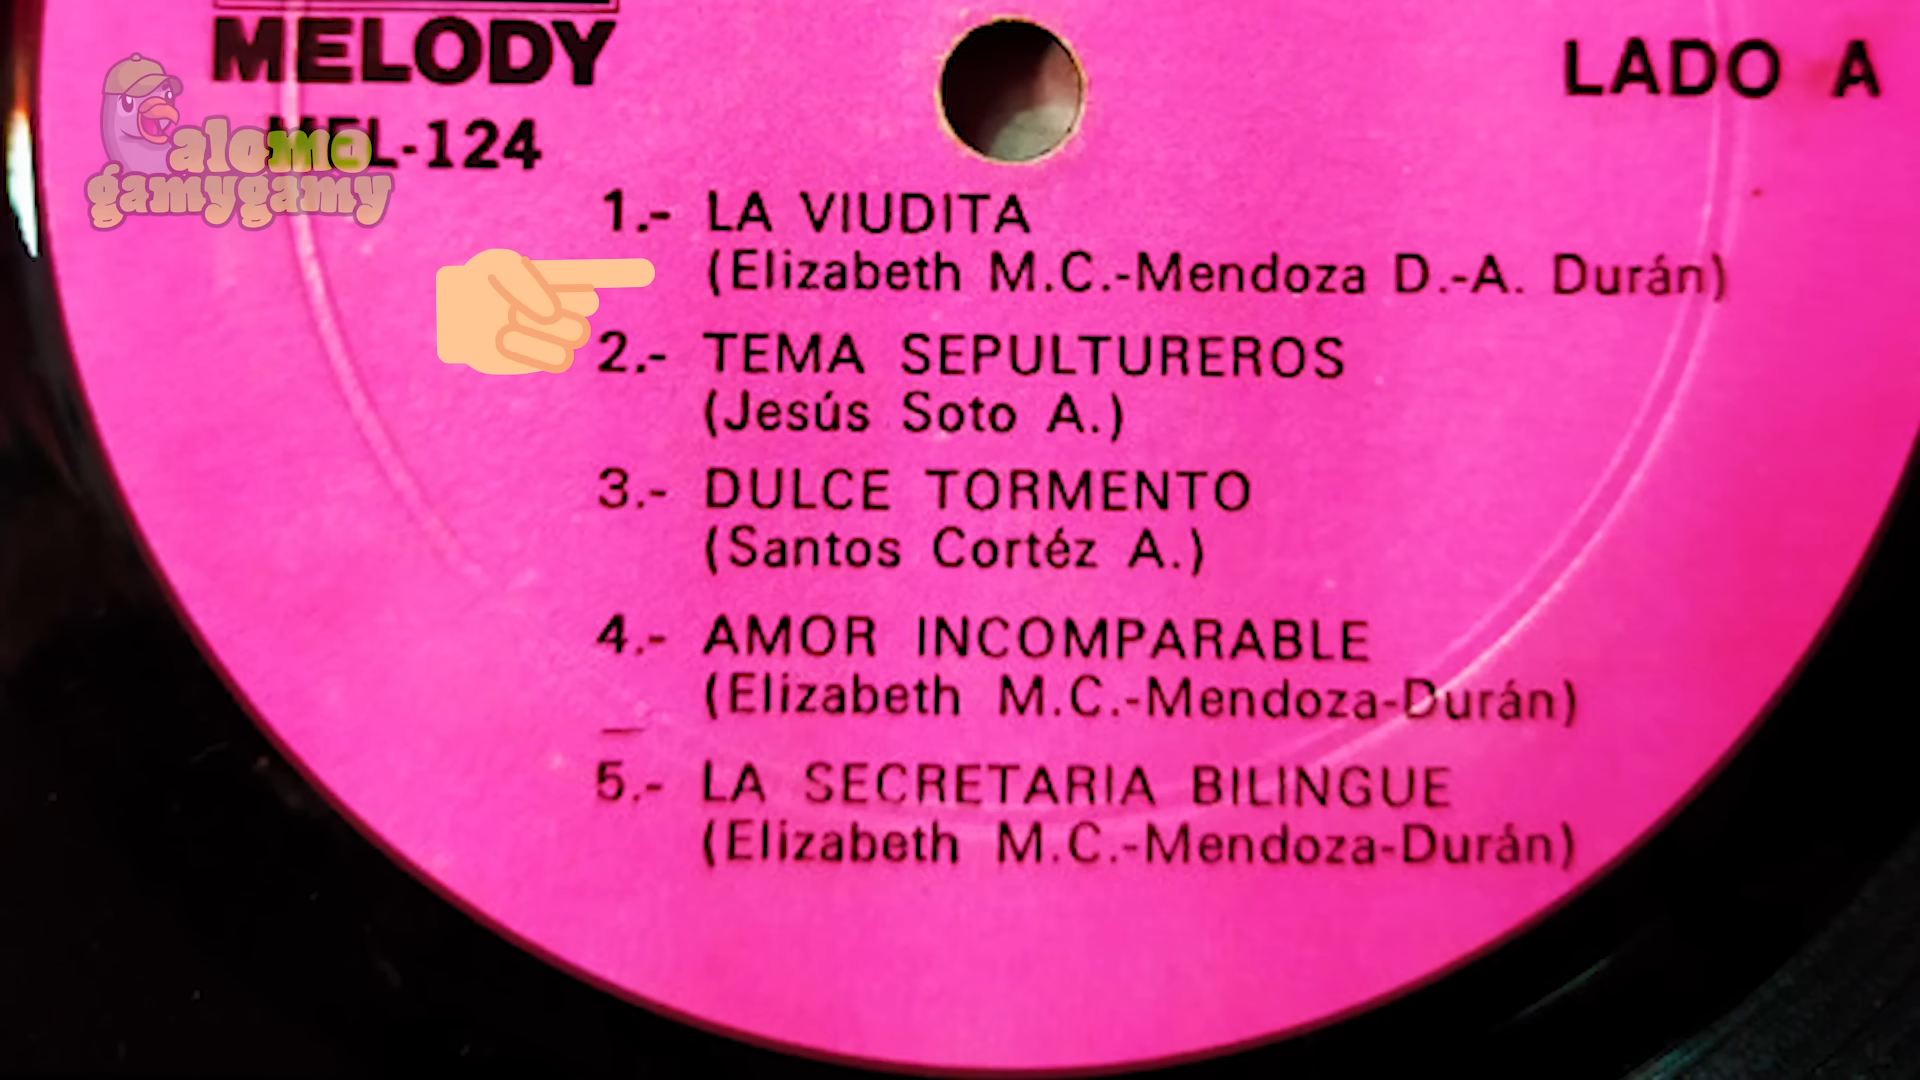 MELODY
LADO A
MEL-124
alomo
gamygamy
1.- LA VIUDITA
(Elizabeth M.C.-Mendoza D.-A. Durán)
2.- TEMA SEPULTUREROS
(Jesús Soto A.)
3.- DULCE TORMENTO
(Santos Cortéz A.)
4.- AMOR INCOMPARABLE
(Elizabeth M.C.-Mendoza-Durán)
5.- LA SECRETARIA BILINGUE
(Elizabeth M.C.-Mendoza-Durán)